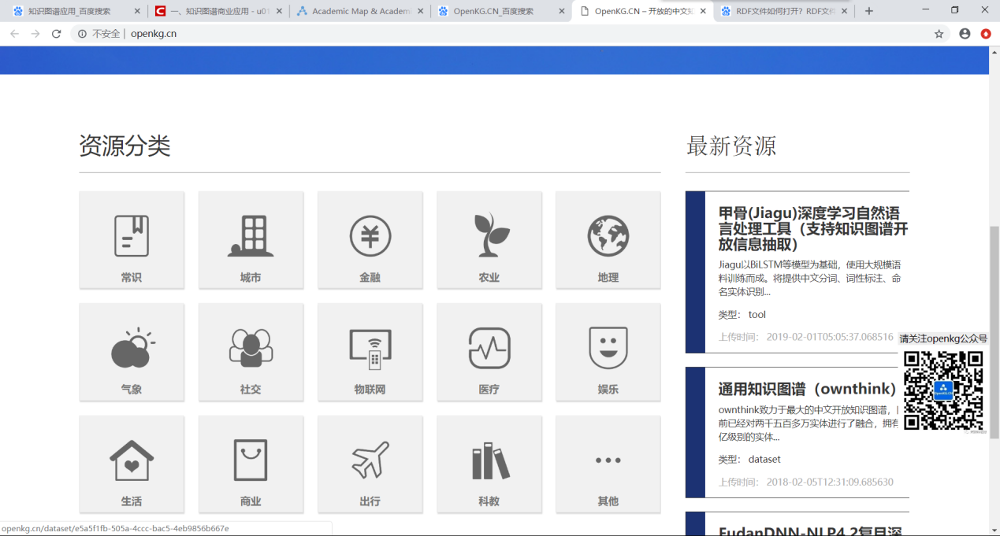 知识图谱应用_百度搜索
一、知识图谱商业应用 - u01
Academic Map & Academi
OpenKG.CN_百度搜索
OpenKG.CN – 开放的中文知
RDF文件如何打开？RDF文件
不安全 | openkg.cn
资源分类
常识
城市
金融
农业
地理
气象
社交
物联网
医疗
娱乐
生活
商业
出行
科教
其他
最新资源
甲骨(Jiagu)深度学习自然语
言处理工具（支持知识图谱开
放信息抽取）
Jiagu以BiLSTM等模型为基础，使用大规模语
料训练而成。将提供中文分词、词性标注、命
名实体识别...
类型： tool
上传时间： 2019-02-01T05:05:37.068516
请关注openkg公众号
OpenKG.CN
通用知识图谱（ownthink）
ownthink致力于最大的中文开放知识图谱，
前已经对两千五百多万实体进行了融合，拥有
亿级别的实体...
类型： dataset
上传时间： 2018-02-05T12:31:09.685630
FudanDNN-NLP4.2复旦深
openkg.cn/dataset/e5a5f1fb-505a-4ccc-bac5-4eb9856b667e